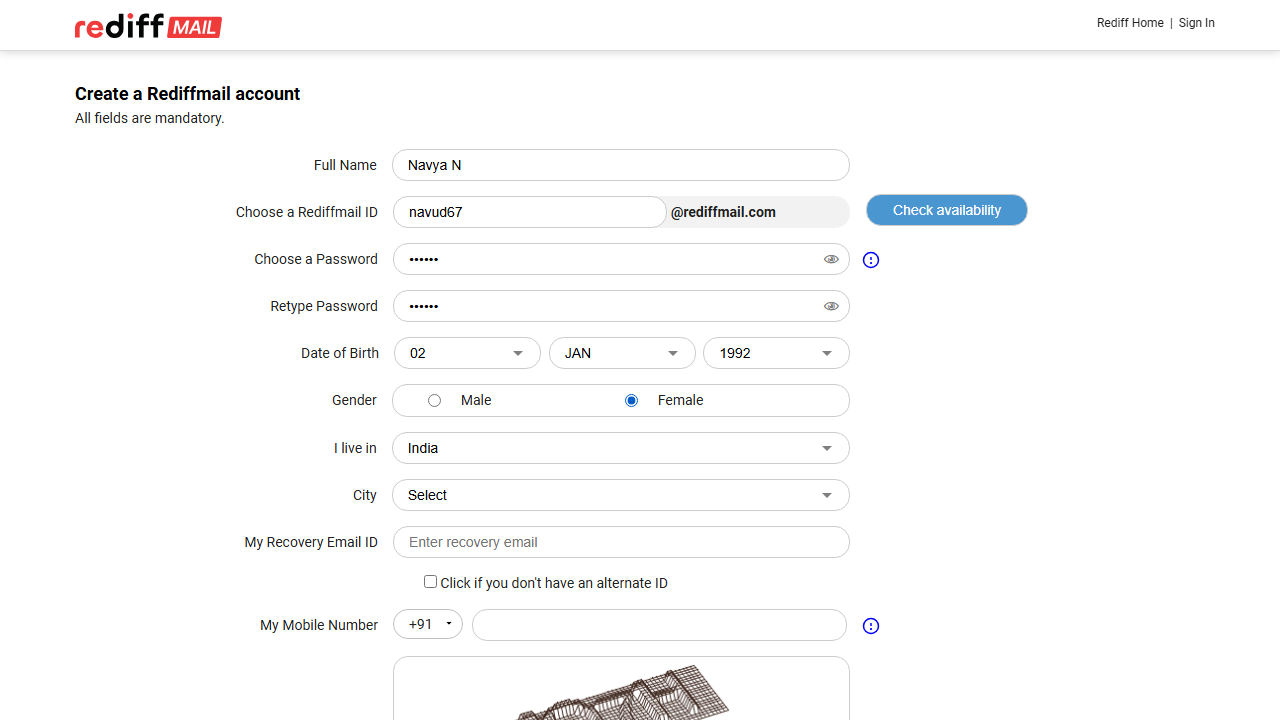 rediff MAIL
Rediff Home | Sign In
Create a Rediffmail account
All fields are mandatory.
Full Name Navya N
Choose a Rediffmail ID navud67 @rediffmail.com Check availability
Choose a Password ••••••
Retype Password ••••••
Date of Birth 02 JAN 1992
Gender Male Female
I live in India
City Select
My Recovery Email ID Enter recovery email
Click if you don't have an alternate ID
My Mobile Number +91